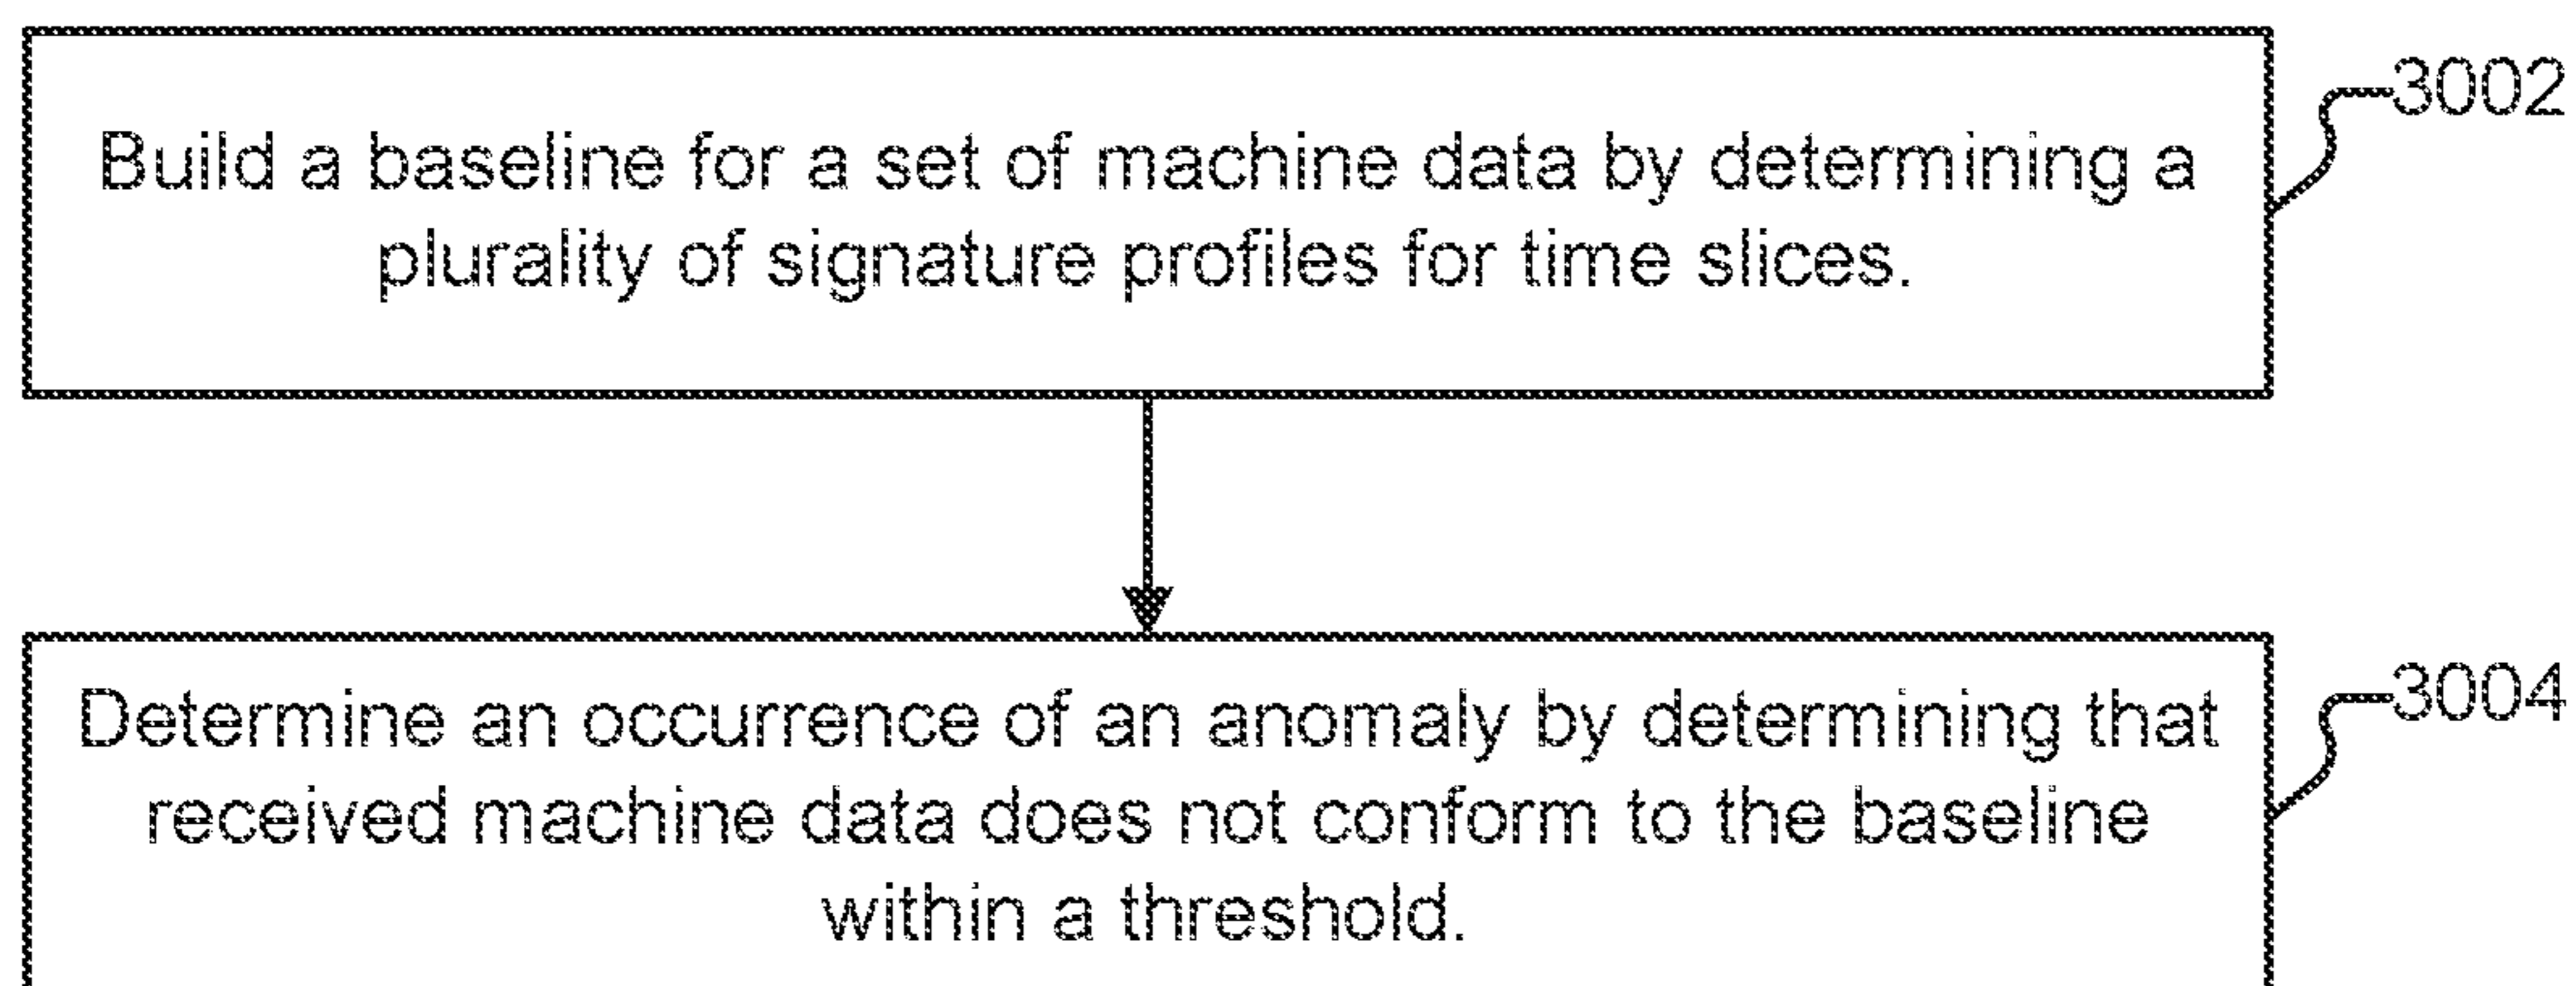 3002
Build a baseline for a set of machine data by determining a
plurality of signature profiles for time slices.
3004
Determine an occurrence of an anomaly by determining that
received machine data does not conform to the baseline
within a threshold.